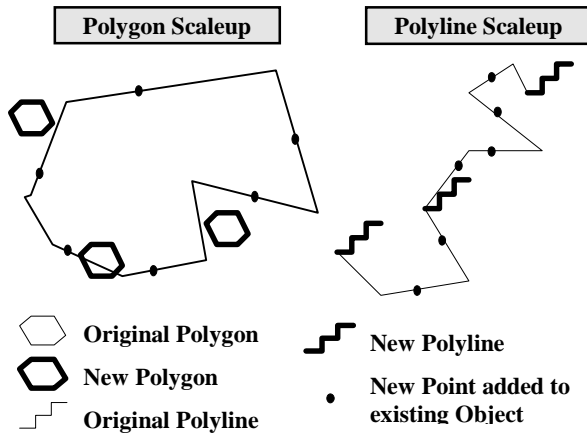 Polygon Scaleup
Polyline Scaleup
Original Polygon
New Polygon
Original Polyline
New Polyline
New Point added to
existing Object